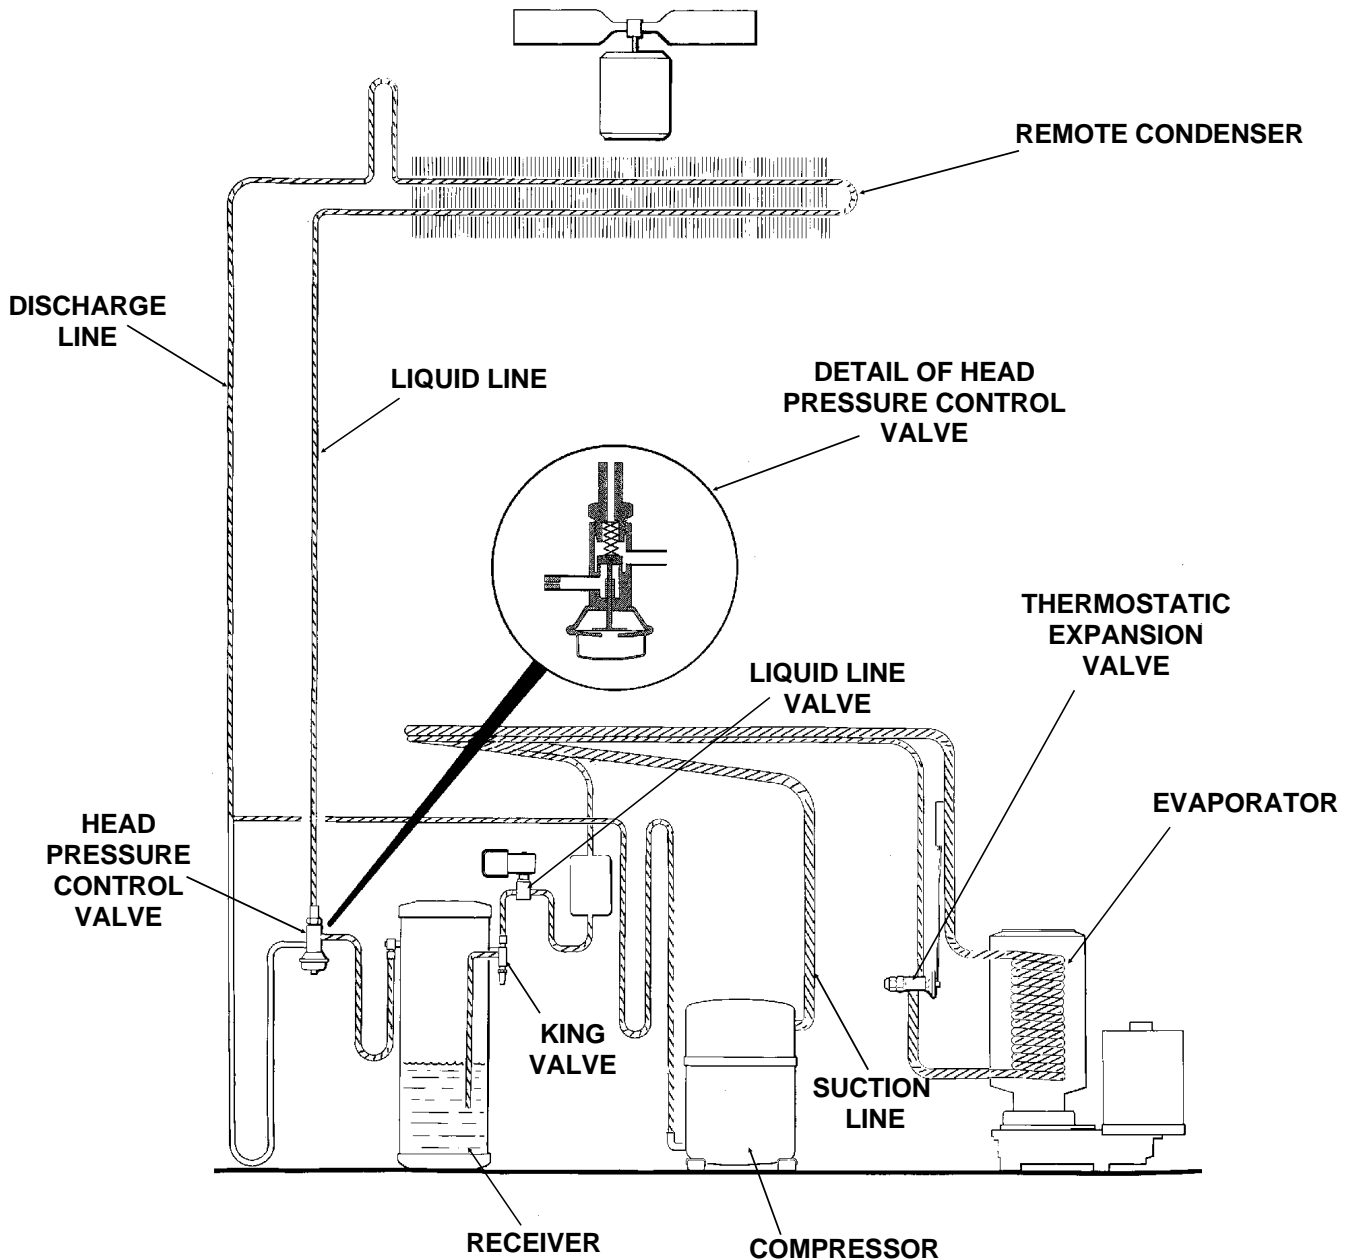 REMOTE CONDENSER
DISCHARGE
LINE
LIQUID LINE
DETAIL OF HEAD
PRESSURE CONTROL
VALVE
THERMOSTATIC
EXPANSION
VALVE
LIQUID LINE
VALVE
EVAPORATOR
HEAD
PRESSURE
CONTROL
VALVE
KING
VALVE
SUCTION
LINE
RECEIVER
COMPRESSOR